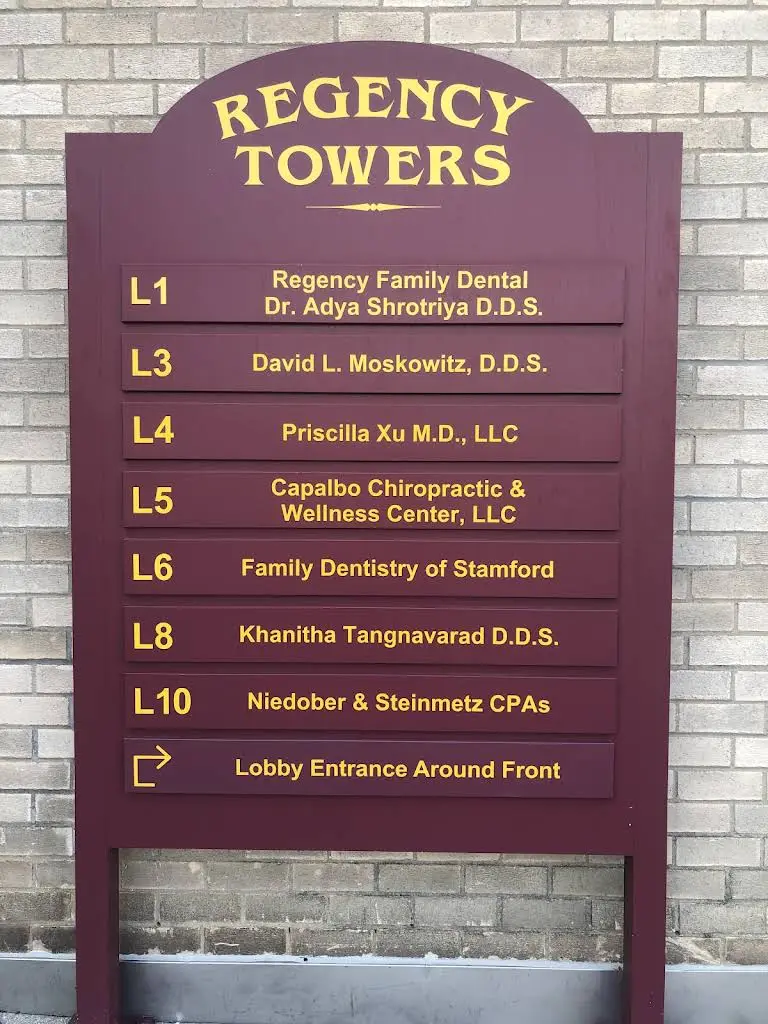 REGENCY
TOWERS
L1 Regency Family Dental
Dr. Adya Shrotriya D.D.S.
L3 David L. Moskowitz, D.D.S.
L4 Priscilla Xu M.D., LLC
L5 Capalbo Chiropractic &
Wellness Center, LLC
L6 Family Dentistry of Stamford
L8 Khanitha Tangnavarad D.D.S.
L10 Niedober & Steinmetz CPAs
Lobby Entrance Around Front